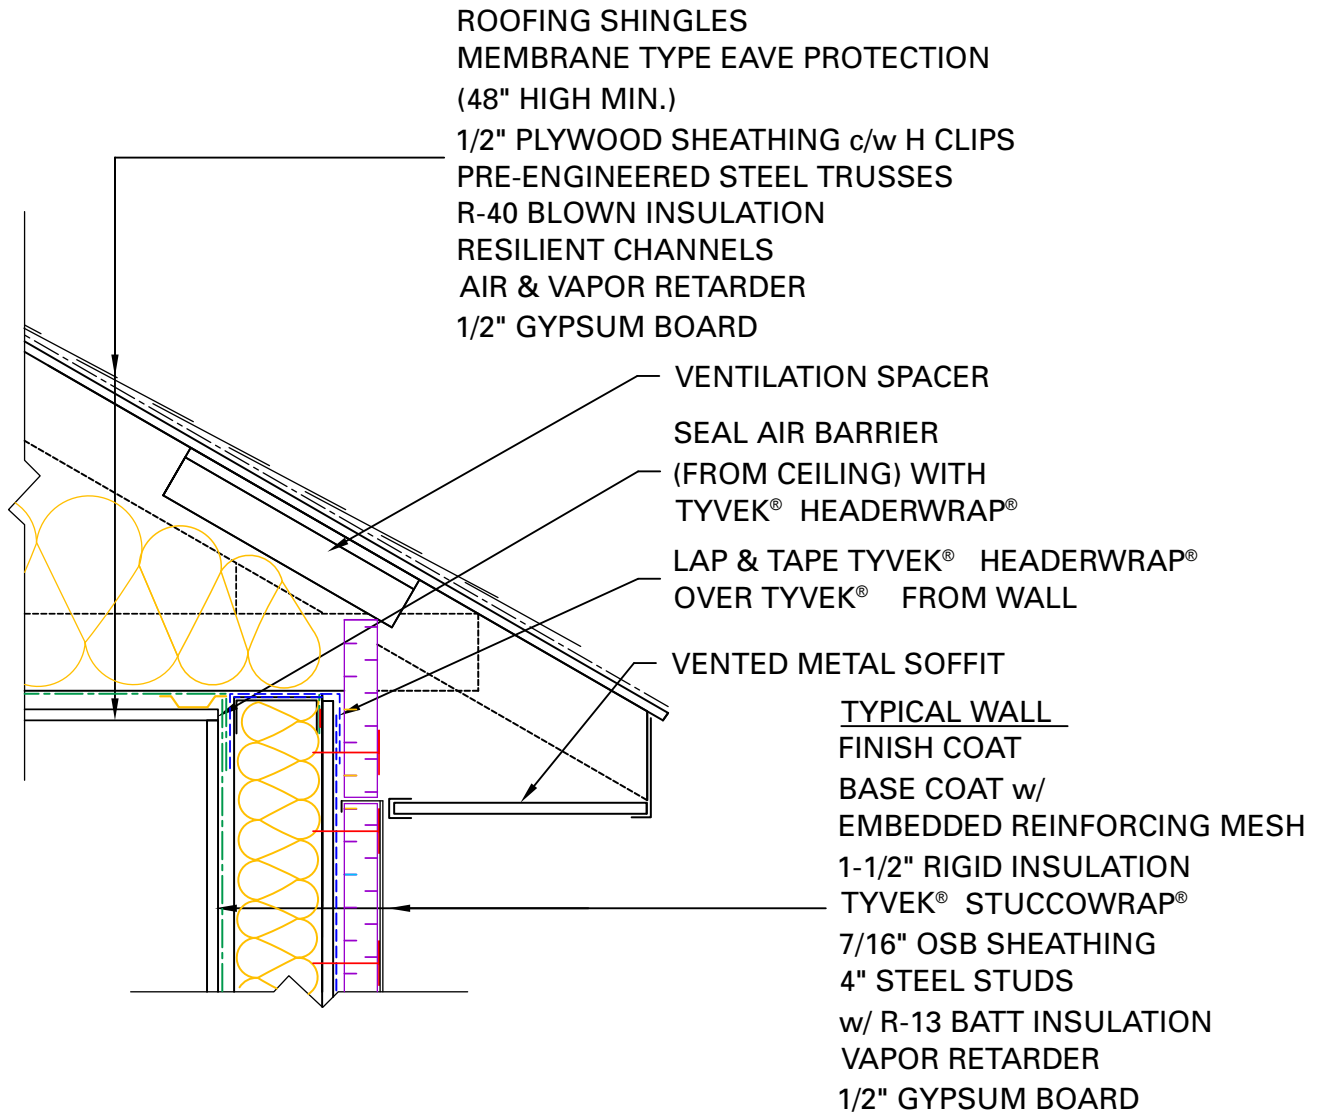 ROOFING SHINGLES
MEMBRANE TYPE EAVE PROTECTION
(48" HIGH MIN.)
1/2" PLYWOOD SHEATHING c/w H CLIPS
PRE-ENGINEERED STEEL TRUSSES
R-40 BLOWN INSULATION
RESILIENT CHANNELS
AIR & VAPOR RETARDER
1/2" GYPSUM BOARD
VENTILATION SPACER
SEAL AIR BARRIER
(FROM CEILING) WITH
TYVEK® HEADERWRAP®
LAP & TAPE TYVEK® HEADERWRAP®
OVER TYVEK® FROM WALL
VENTED METAL SOFFIT
TYPICAL WALL
FINISH COAT
BASE COAT w/
EMBEDDED REINFORCING MESH
1-1/2" RIGID INSULATION
TYVEK® STUCCOWRAP®
7/16" OSB SHEATHING
4" STEEL STUDS
w/ R-13 BATT INSULATION
VAPOR RETARDER
1/2" GYPSUM BOARD